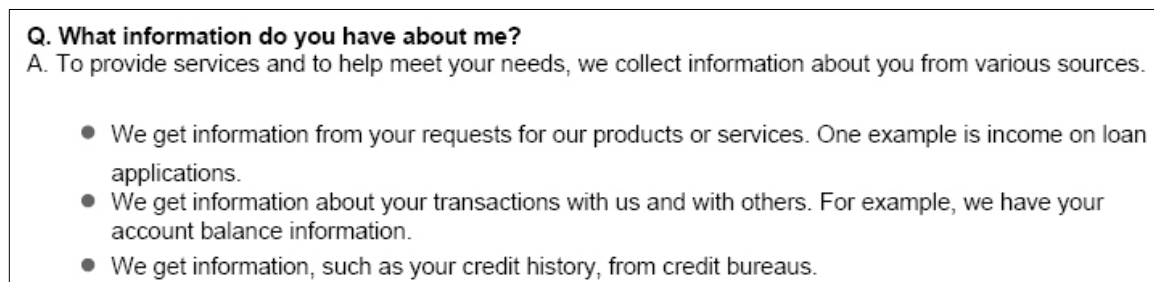 Q. What information do you have about me?
A. To provide services and to help meet your needs, we collect information about you from various sources.
● We get information from your requests for our products or services. One example is income on loan
applications.
● We get information about your transactions with us and with others. For example, we have your
account balance information.
● We get information, such as your credit history, from credit bureaus.